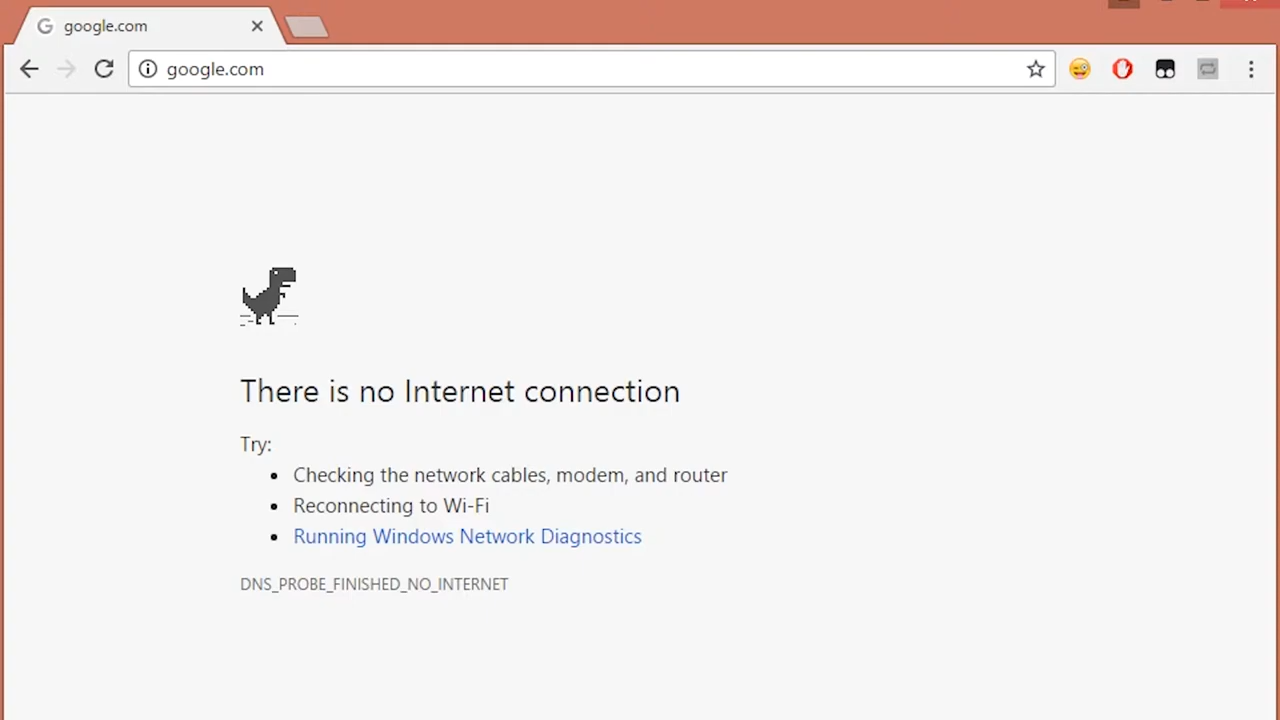 google.com
google.com
There is no Internet connection
Try:
Checking the network cables, modem, and router
Reconnecting to Wi-Fi
Running Windows Network Diagnostics
DNS_PROBE_FINISHED_NO_INTERNET